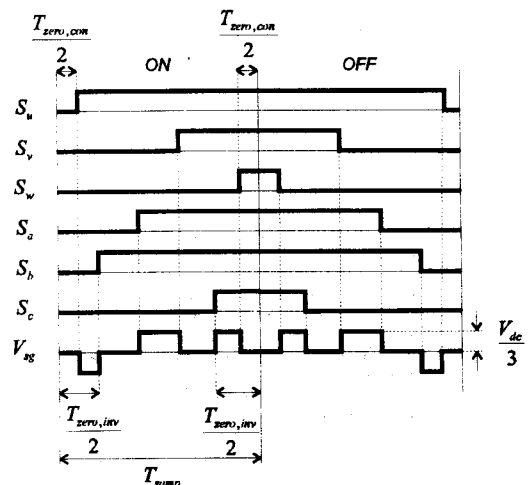 T_zero,con / 2
T_zero,con / 2
ON
OFF
S_u
S_v
S_w
S_a
S_b
S_c
V_sg
V_dc / 3
T_zero,inv / 2
T_zero,inv / 2